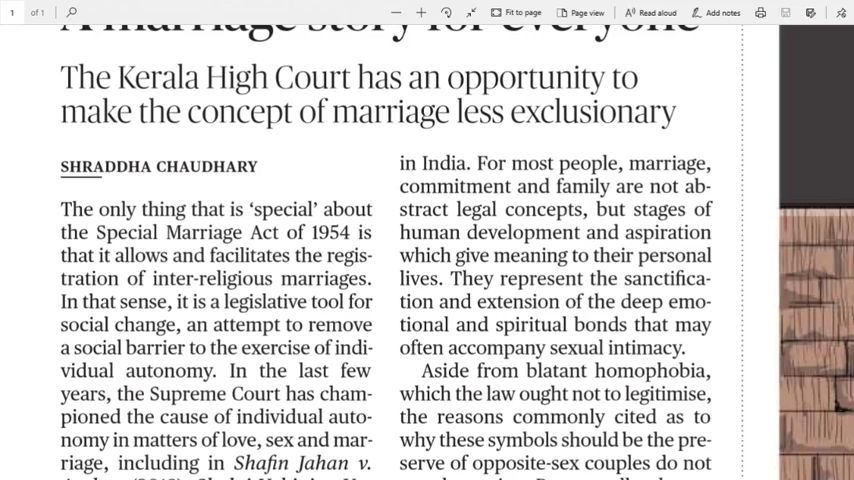 1 of 1
Fit to page
Page view
Read aloud
Add notes
A marriage story for everyone
The Kerala High Court has an opportunity to
make the concept of marriage less exclusionary
SHRADDHA CHAUDHARY
The only thing that is ‘special’ about
the Special Marriage Act of 1954 is
that it allows and facilitates the regis-
tration of inter-religious marriages.
In that sense, it is a legislative tool for
social change, an attempt to remove
a social barrier to the exercise of indi-
vidual autonomy. In the last few
years, the Supreme Court has cham-
pioned the cause of individual auto-
nomy in matters of love, sex and mar-
riage, including in Shafin Jahan v.
in India. For most people, marriage,
commitment and family are not ab-
stract legal concepts, but stages of
human development and aspiration
which give meaning to their personal
lives. They represent the sanctifica-
tion and extension of the deep emo-
tional and spiritual bonds that may
often accompany sexual intimacy.
Aside from blatant homophobia,
which the law ought not to legitimise,
the reasons commonly cited as to
why these symbols should be the pre-
serve of opposite-sex couples do not